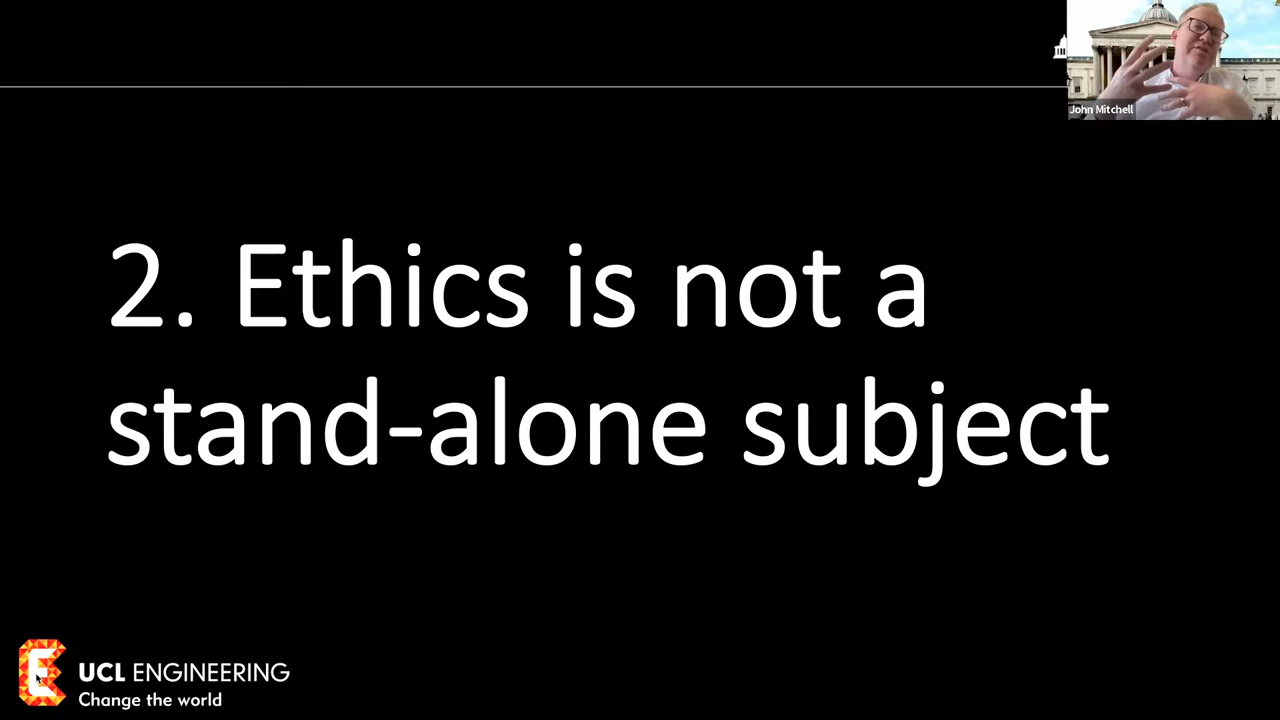 John Mitchell
2. Ethics is not a
stand-alone subject
E UCL ENGINEERING
Change the world